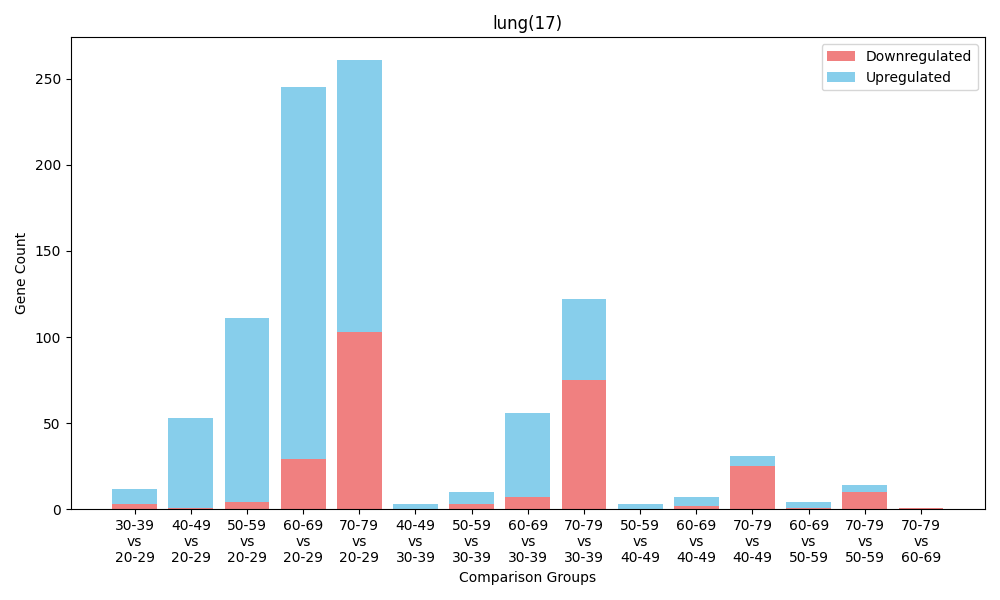 lung(17)
Downregulated
Upregulated
Gene Count
250
200
150
100
50
0
30-39
vs
20-29
40-49
vs
20-29
50-59
vs
20-29
60-69
vs
20-29
70-79
vs
20-29
40-49
vs
30-39
50-59
vs
30-39
60-69
vs
30-39
70-79
vs
30-39
50-59
vs
40-49
60-69
vs
40-49
70-79
vs
40-49
60-69
vs
50-59
70-79
vs
50-59
70-79
vs
60-69
Comparison Groups